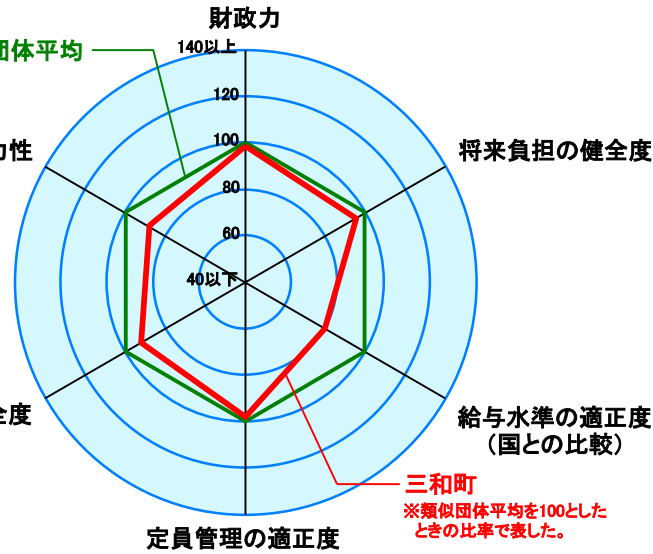 財政力
140以上
団体平均
120
100
力性
将来負担の健全度
80
60
40以下
全度
給与水準の適正度
(国との比較)
三和町
※類似団体平均を100とした
ときの比率で表した。
定員管理の適正度